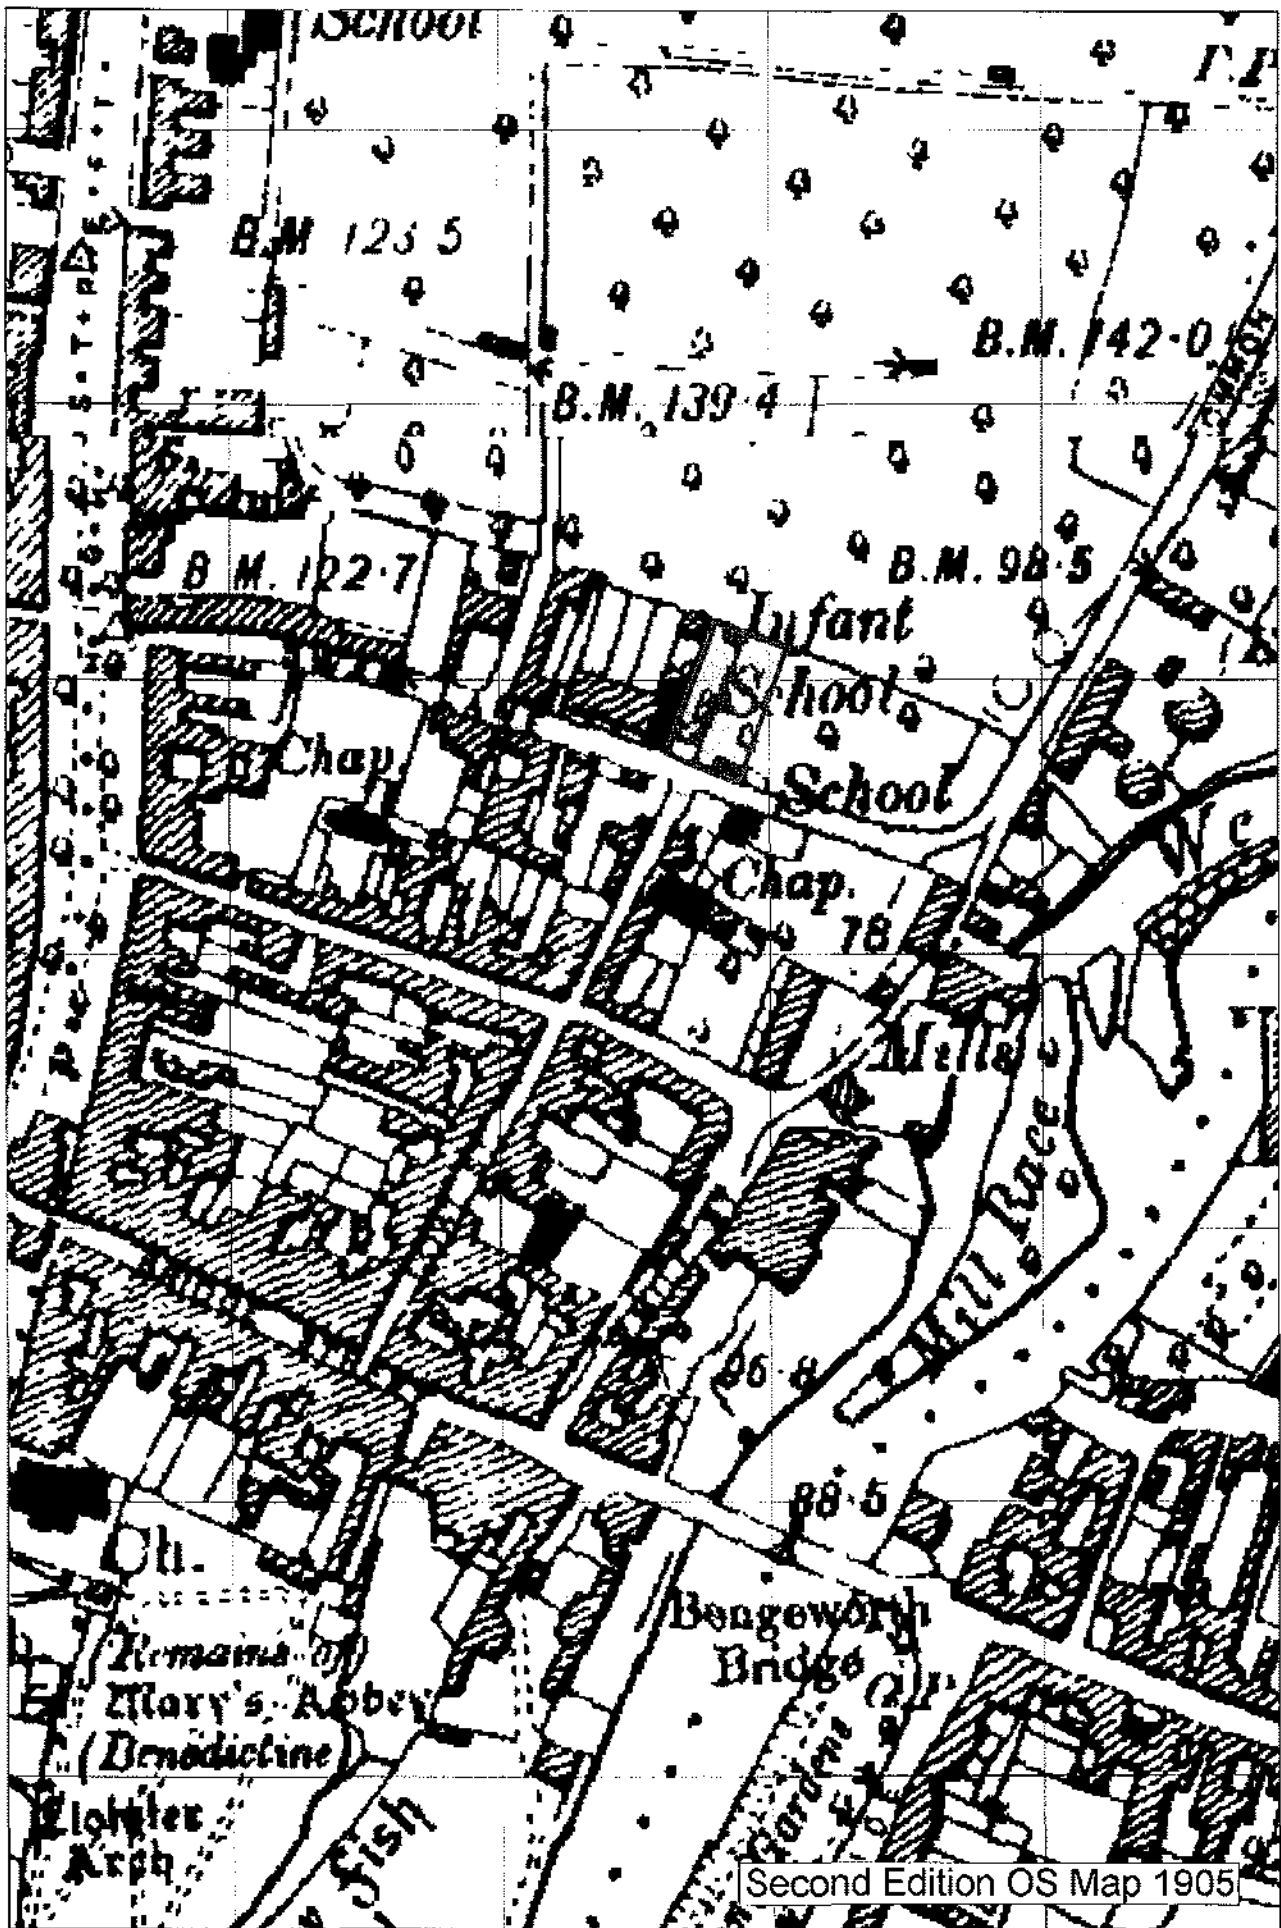 School
B.M 123.5
B.M. 142.0
B.M. 139.4
B.M. 122.7
B.M. 98.5
Infant
School
Chap.
School
Chap.
78
Mills
Mill Race
96.8
88.5
Ch.
Bengeworth
Bridge
Remains of
Mary's Abbey
(Benedictine)
Arch
Fish
Gardens
Second Edition OS Map 1905